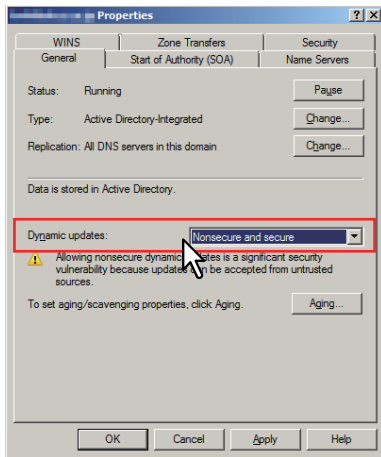 Properties
WINS Zone Transfers Security
General Start of Authority (SOA) Name Servers
Status: Running Pause
Type: Active Directory-Integrated Change...
Replication: All DNS servers in this domain Change...
Data is stored in Active Directory.
Dynamic updates: Nonsecure and secure
Allowing nonsecure dynamic updates is a significant security
vulnerability because updates can be accepted from untrusted
sources.
To set aging/scavenging properties, click Aging. Aging...
OK Cancel Apply Help